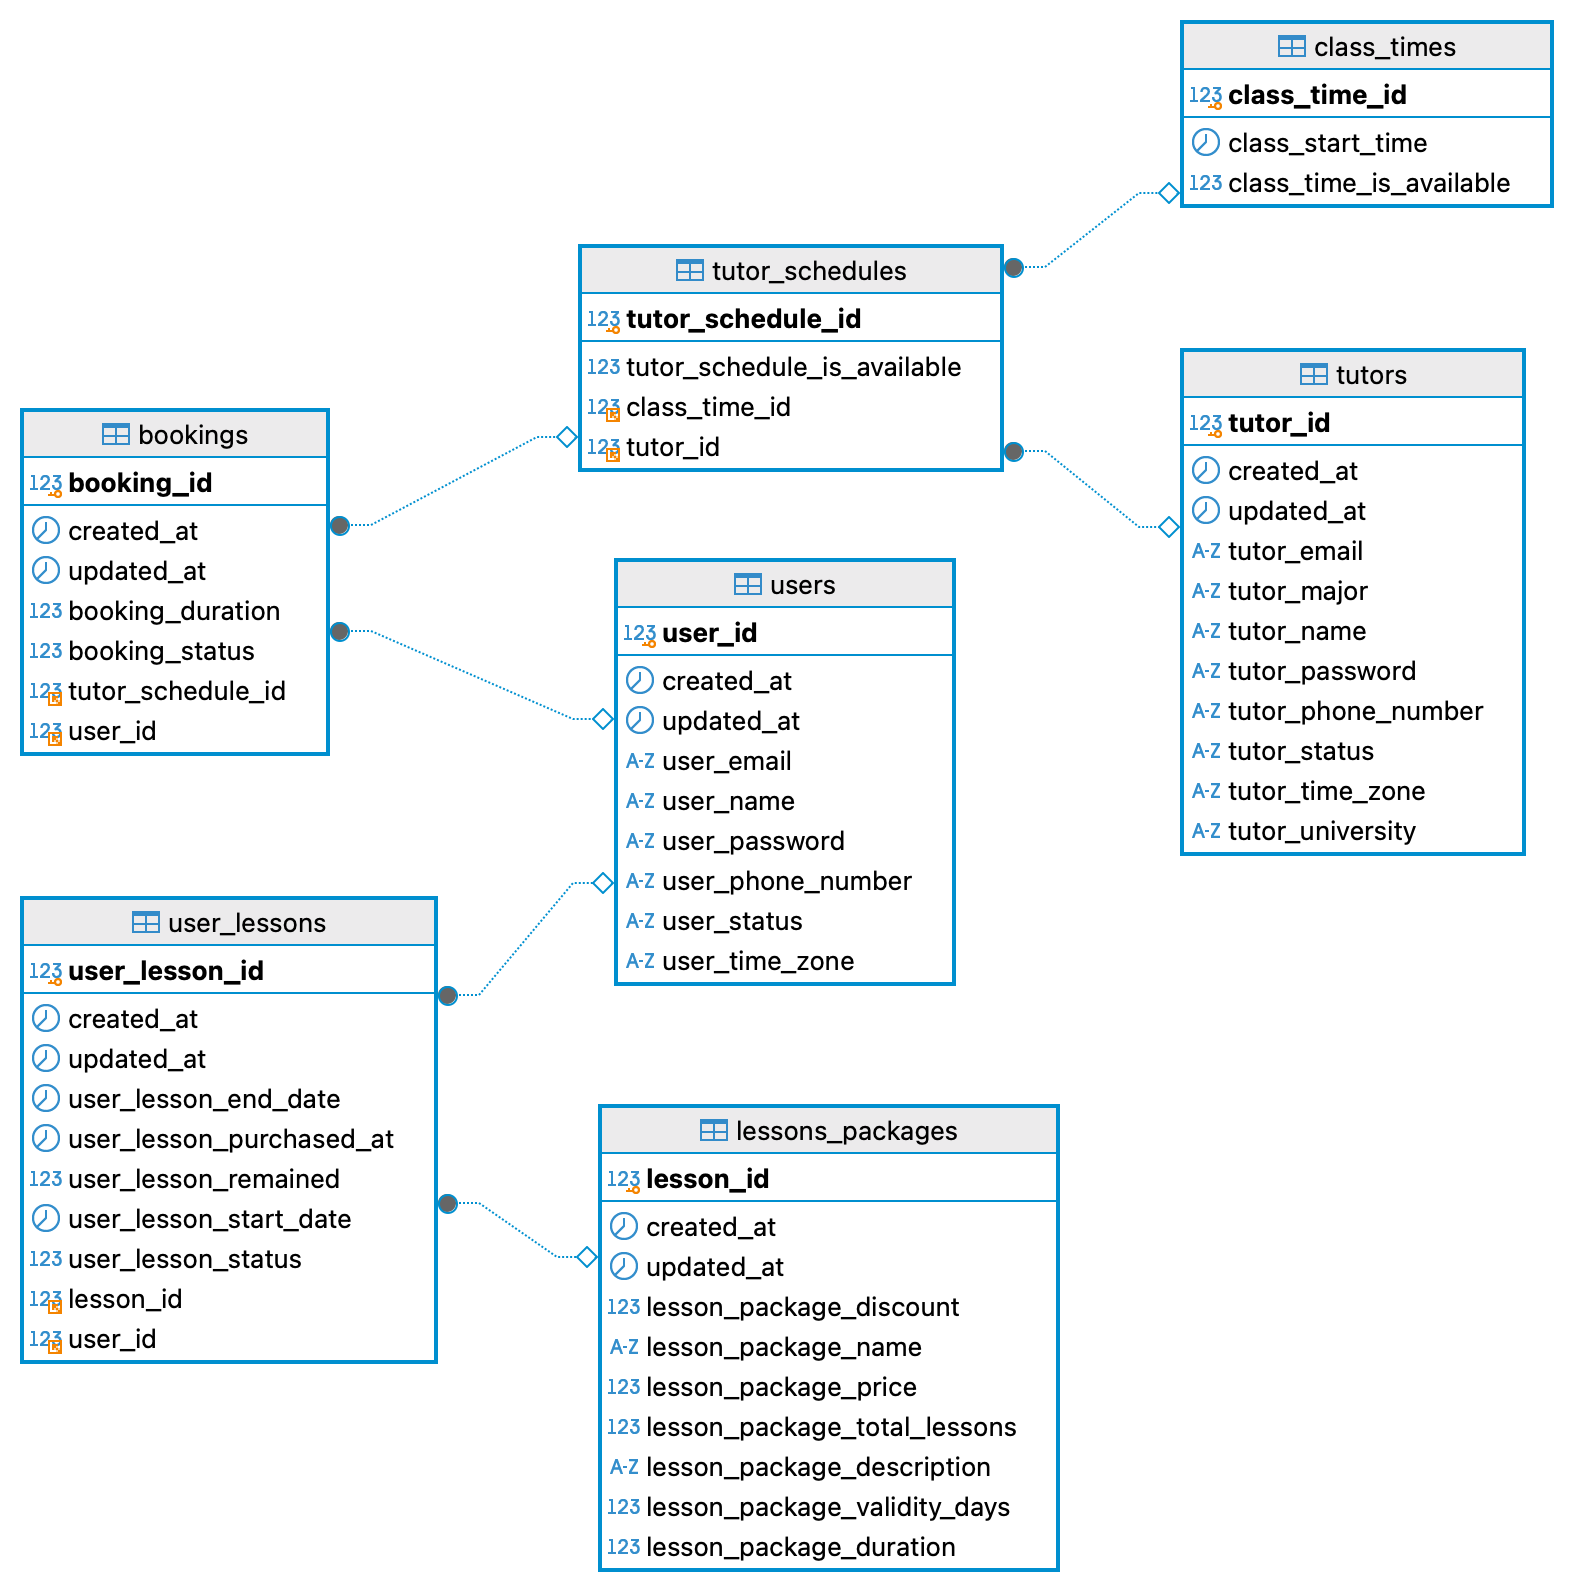 class_times
123 class_time_id
class_start_time
123 class_time_is_available
tutor_schedules
123 tutor_schedule_id
123 tutor_schedule_is_available
123 class_time_id
123 tutor_id
tutors
123 tutor_id
created_at
updated_at
A-Z tutor_email
A-Z tutor_major
A-Z tutor_name
A-Z tutor_password
A-Z tutor_phone_number
A-Z tutor_status
A-Z tutor_time_zone
A-Z tutor_university
bookings
123 booking_id
created_at
updated_at
123 booking_duration
123 booking_status
123 tutor_schedule_id
123 user_id
users
123 user_id
created_at
updated_at
A-Z user_email
A-Z user_name
A-Z user_password
A-Z user_phone_number
A-Z user_status
A-Z user_time_zone
user_lessons
123 user_lesson_id
created_at
updated_at
user_lesson_end_date
user_lesson_purchased_at
123 user_lesson_remained
user_lesson_start_date
123 user_lesson_status
123 lesson_id
123 user_id
lessons_packages
123 lesson_id
created_at
updated_at
123 lesson_package_discount
A-Z lesson_package_name
123 lesson_package_price
123 lesson_package_total_lessons
A-Z lesson_package_description
123 lesson_package_validity_days
123 lesson_package_duration